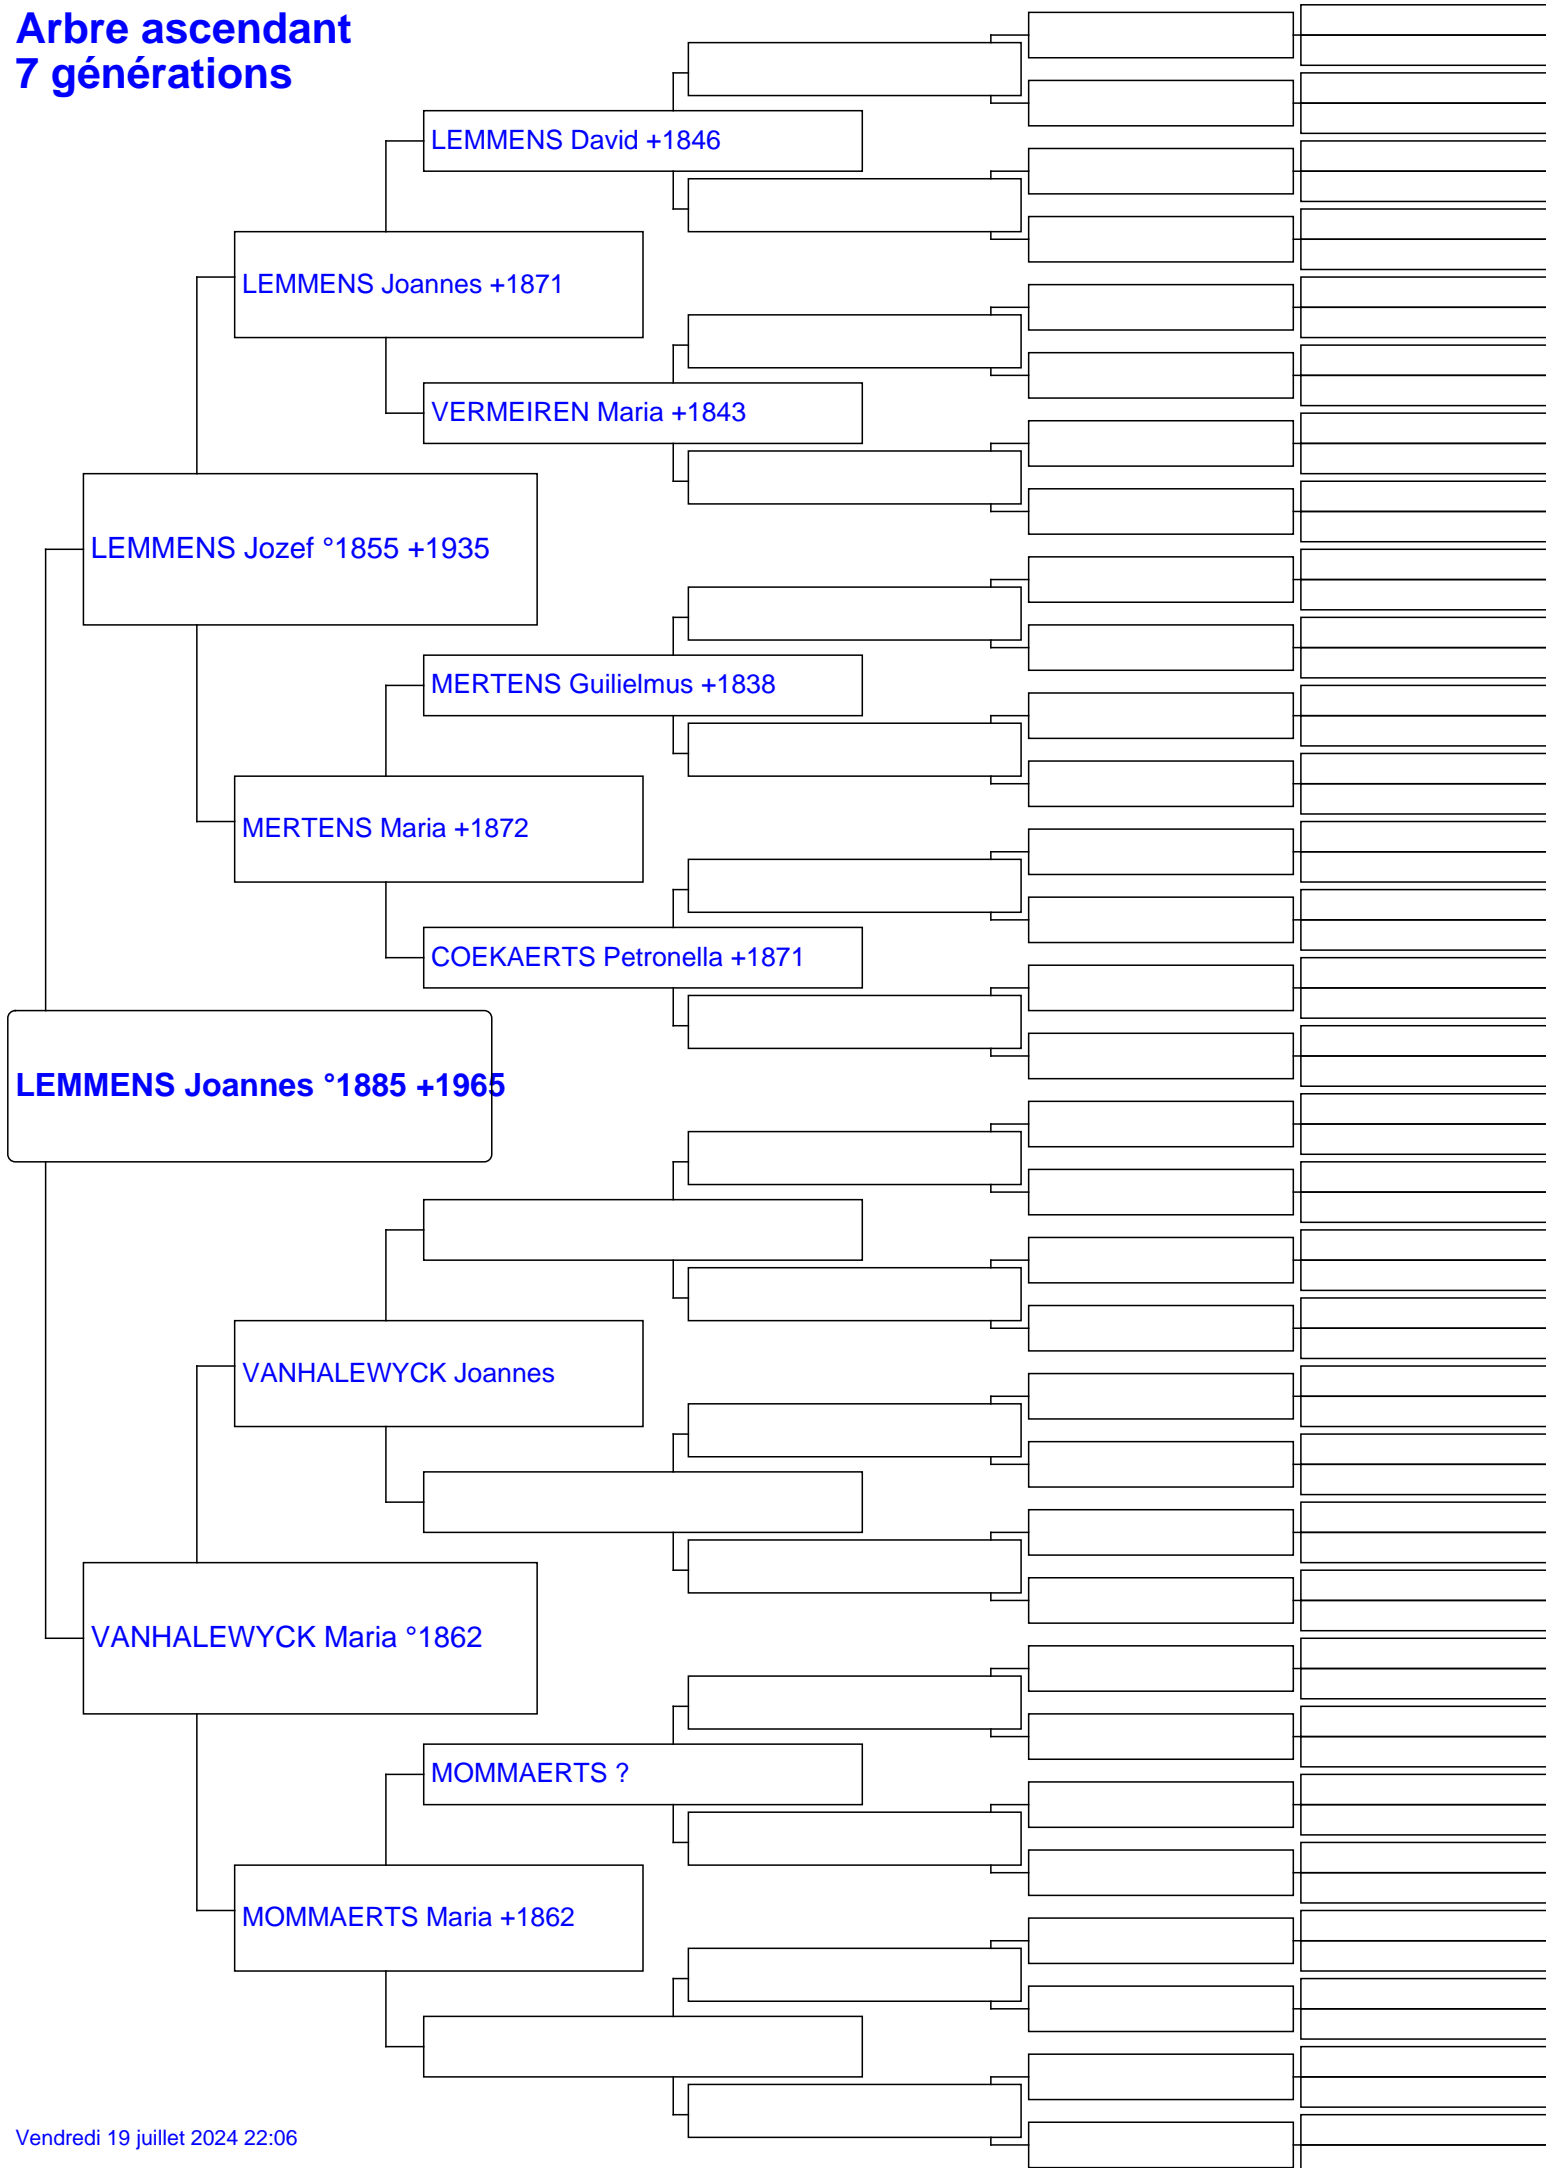 Arbre ascendant
7 générations
LEMMENS David +1846
LEMMENS Joannes +1871
VERMEIREN Maria +1843
LEMMENS Jozef °1855 +1935
MERTENS Guilielmus +1838
MERTENS Maria +1872
COEKAERTS Petronella +1871
LEMMENS Joannes °1885 +1965
VANHALEWYCK Joannes
VANHALEWYCK Maria °1862
MOMMAERTS ?
MOMMAERTS Maria +1862
Vendredi 19 juillet 2024 22:06